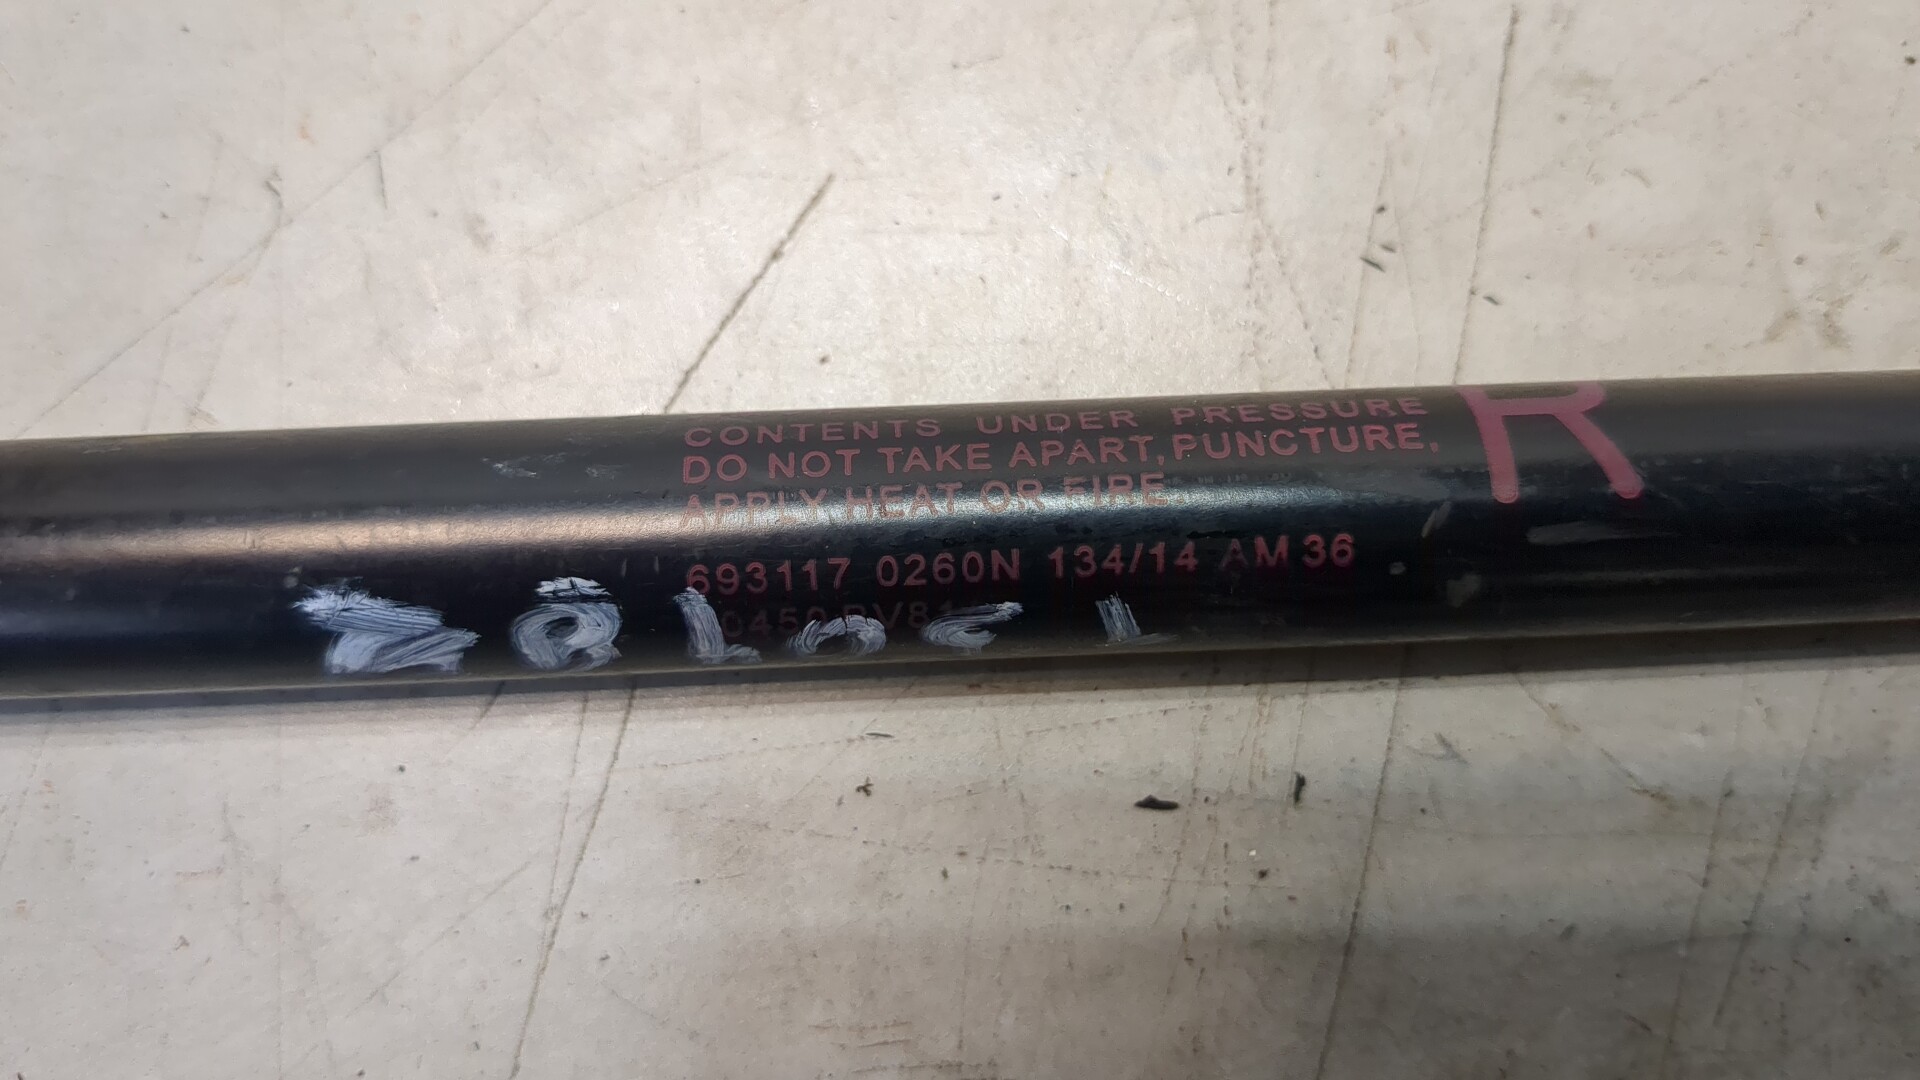 CONTENTS UNDER PRESSURE
DO NOT TAKE APART, PUNCTURE,
APPLY HEAT OR FIRE.
R
693117 0260N 134/14 AM 36